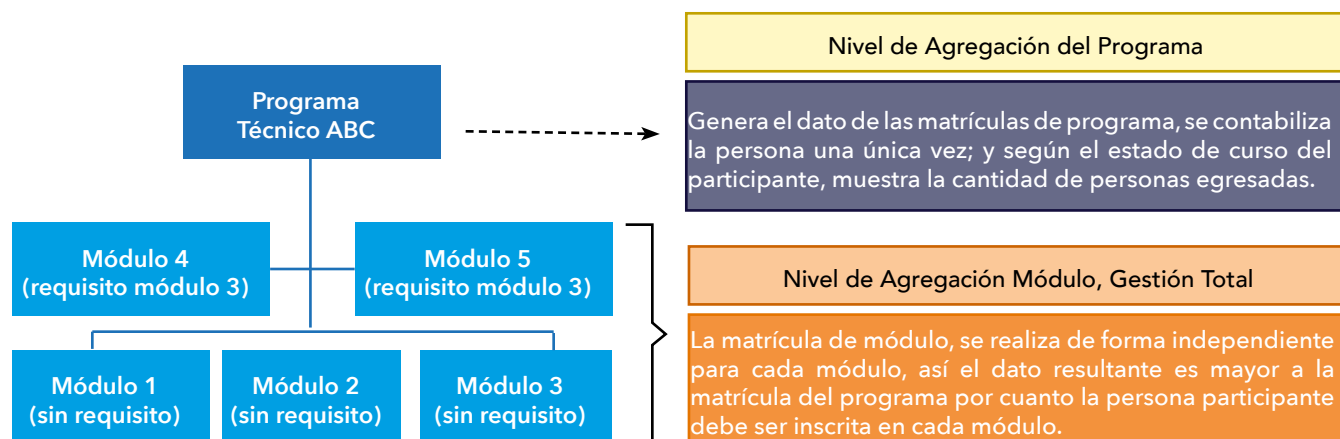 Programa
Técnico ABC
Módulo 4
(requisito módulo 3)
Módulo 5
(requisito módulo 3)
Módulo 1
(sin requisito)
Módulo 2
(sin requisito)
Módulo 3
(sin requisito)
Nivel de Agregación del Programa
Genera el dato de las matrículas de programa, se contabiliza
la persona una única vez; y según el estado de curso del
participante, muestra la cantidad de personas egresadas.
Nivel de Agregación Módulo, Gestión Total
La matrícula de módulo, se realiza de forma independiente
para cada módulo, así el dato resultante es mayor a la
matrícula del programa por cuanto la persona participante
debe ser inscrita en cada módulo.